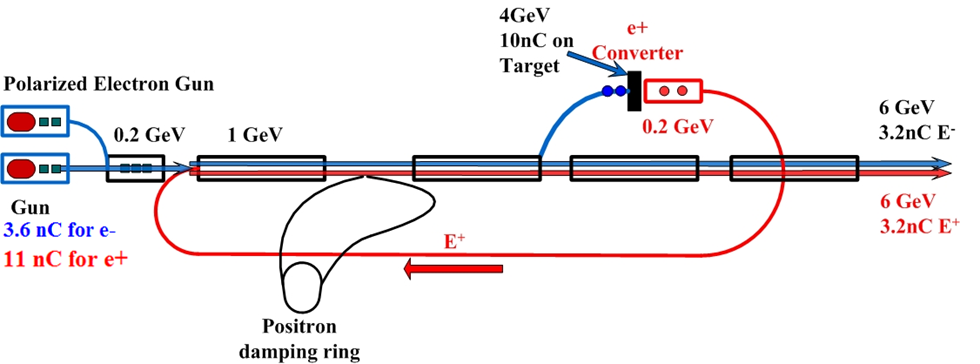 4GeV
10nC on
Target
e+
Converter
Polarized Electron Gun
0.2 GeV
1 GeV
0.2 GeV
6 GeV
3.2nC E-
6 GeV
3.2nC E+
Gun
3.6 nC for e-
11 nC for e+
E+
Positron
damping ring